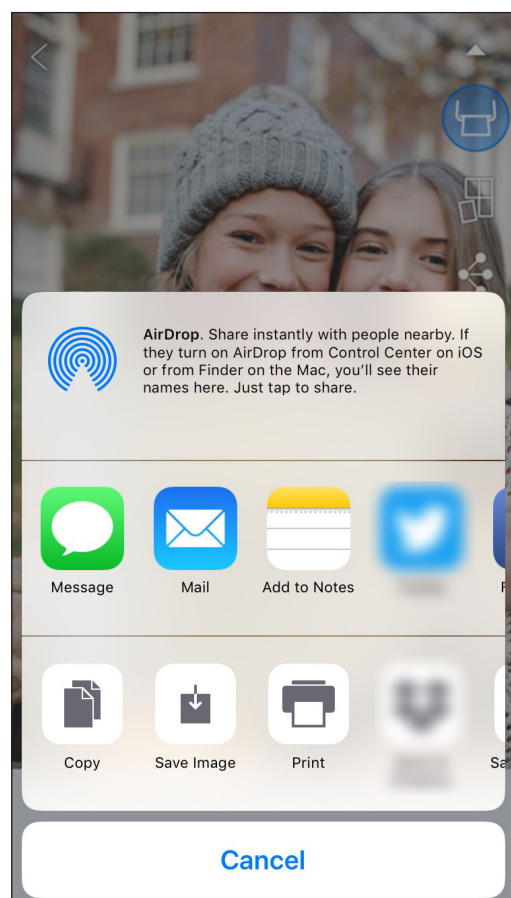 AirDrop. Share instantly with people nearby. If
they turn on AirDrop from Control Center on iOS
or from Finder on the Mac, you’ll see their
names here. Just tap to share.
Message
Mail
Add to Notes
Copy
Save Image
Print
Cancel